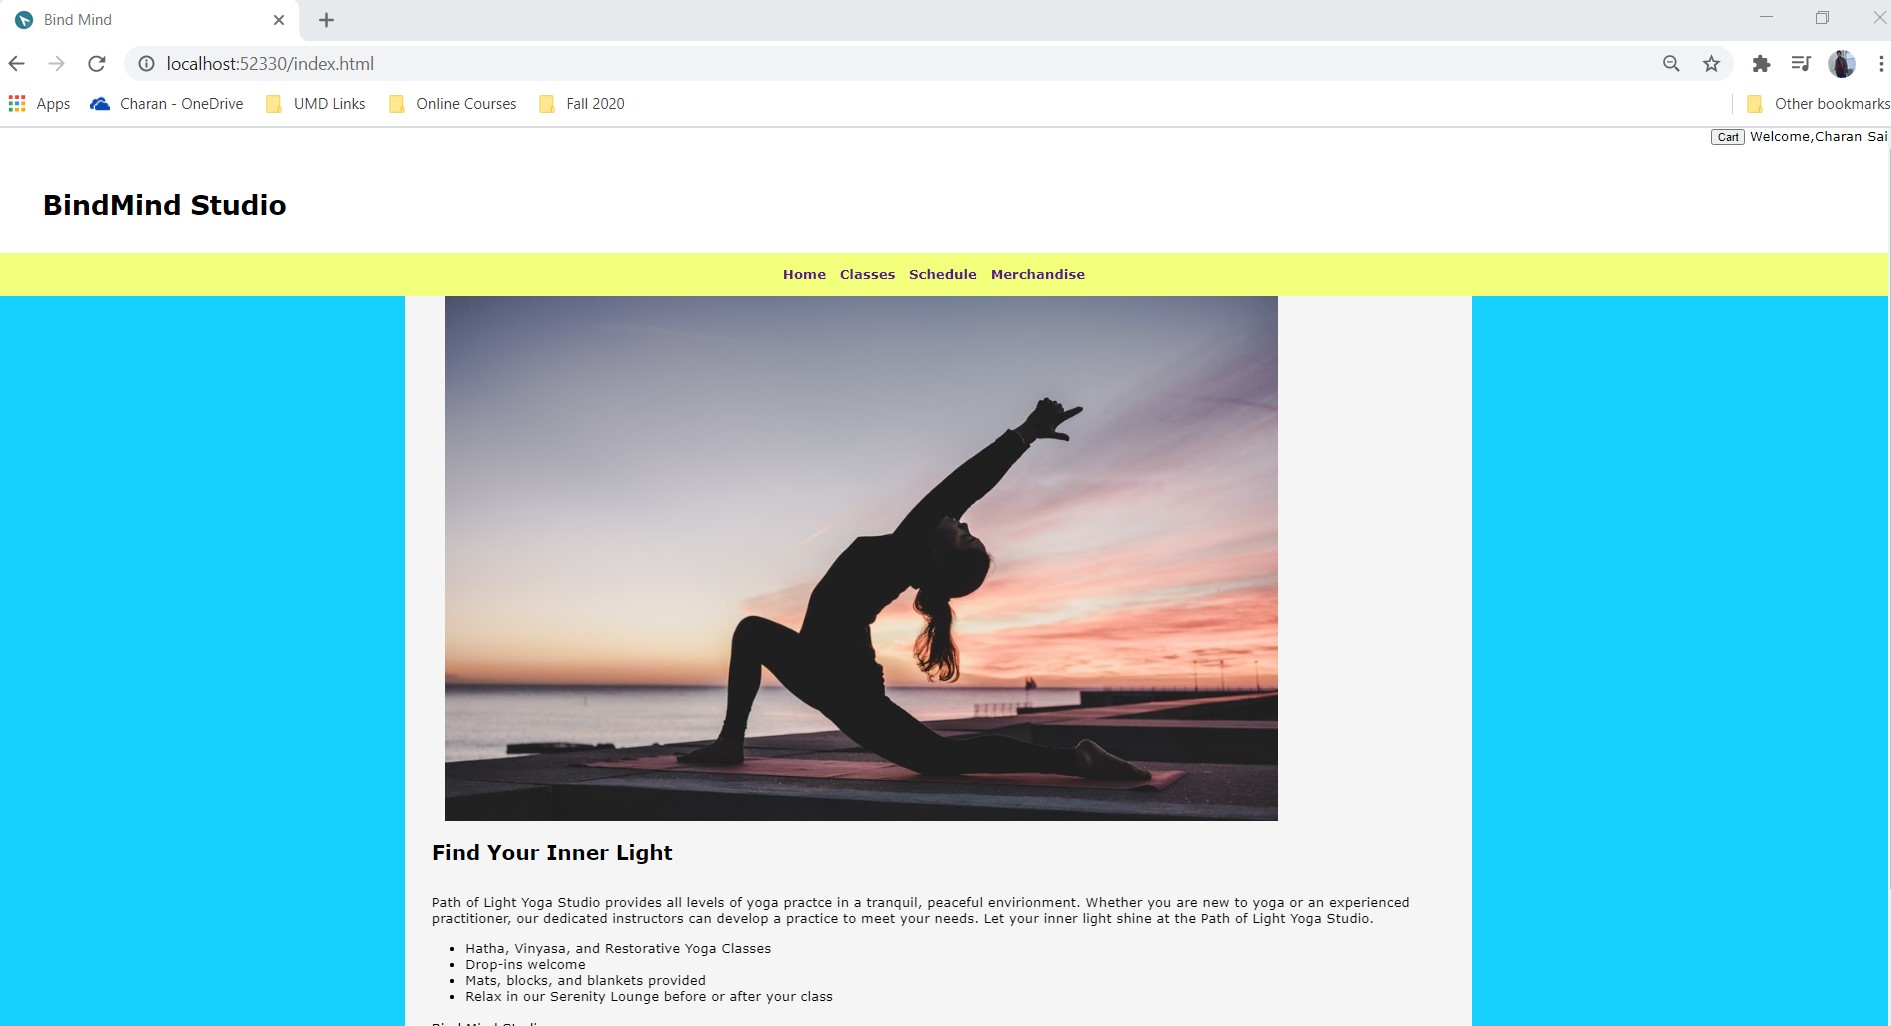 Bind Mind
localhost:52330/index.html
Apps Charan - OneDrive UMD Links Online Courses Fall 2020 Other bookmarks
Cart Welcome,Charan Sai
BindMind Studio
Home Classes Schedule Merchandise
Find Your Inner Light
Path of Light Yoga Studio provides all levels of yoga practce in a tranquil, peaceful envirionment. Whether you are new to yoga or an experienced
practitioner, our dedicated instructors can develop a practice to meet your needs. Let your inner light shine at the Path of Light Yoga Studio.
Hatha, Vinyasa, and Restorative Yoga Classes
Drop-ins welcome
Mats, blocks, and blankets provided
Relax in our Serenity Lounge before or after your class
Bind Mind Studio